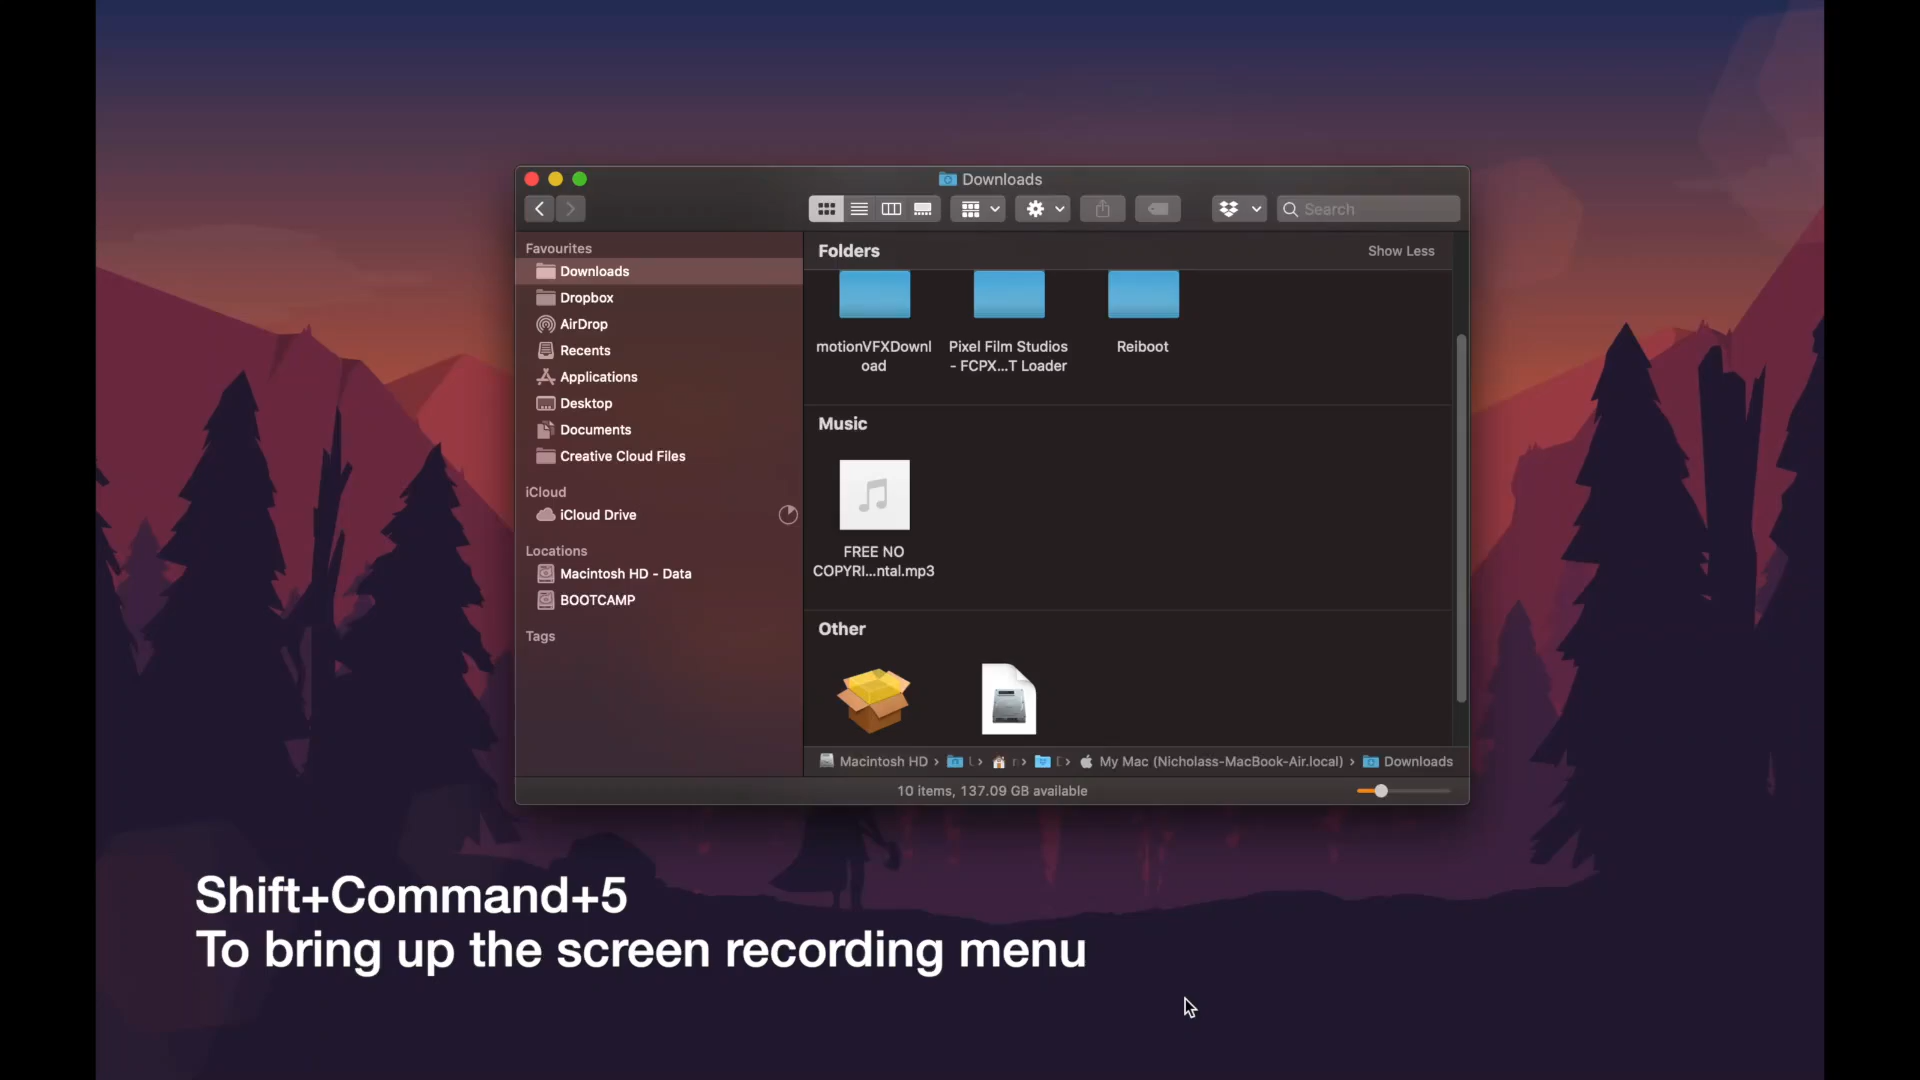 Downloads
Search
Favourites
Downloads
Dropbox
AirDrop
Recents
Applications
Desktop
Documents
Creative Cloud Files
iCloud
iCloud Drive
Locations
Macintosh HD - Data
BOOTCAMP
Tags
Folders
Show Less
motionVFXDownl
oad
Pixel Film Studios
- FCPX...T Loader
Reiboot
Music
FREE NO
COPYRI...ntal.mp3
Other
Macintosh HD › › › › My Mac (Nicholass-MacBook-Air.local) › Downloads
10 items, 137.09 GB available
Shift+Command+5
To bring up the screen recording menu